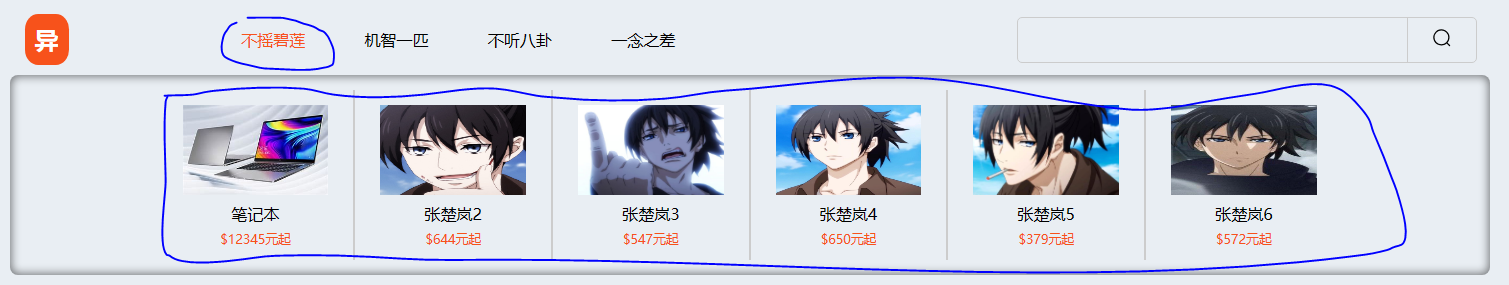 异
不摇碧莲 机智一匹 不听八卦 一念之差
笔记本 张楚岚2 张楚岚3 张楚岚4 张楚岚5 张楚岚6
$12345元起 $644元起 $547元起 $650元起 $379元起 $572元起